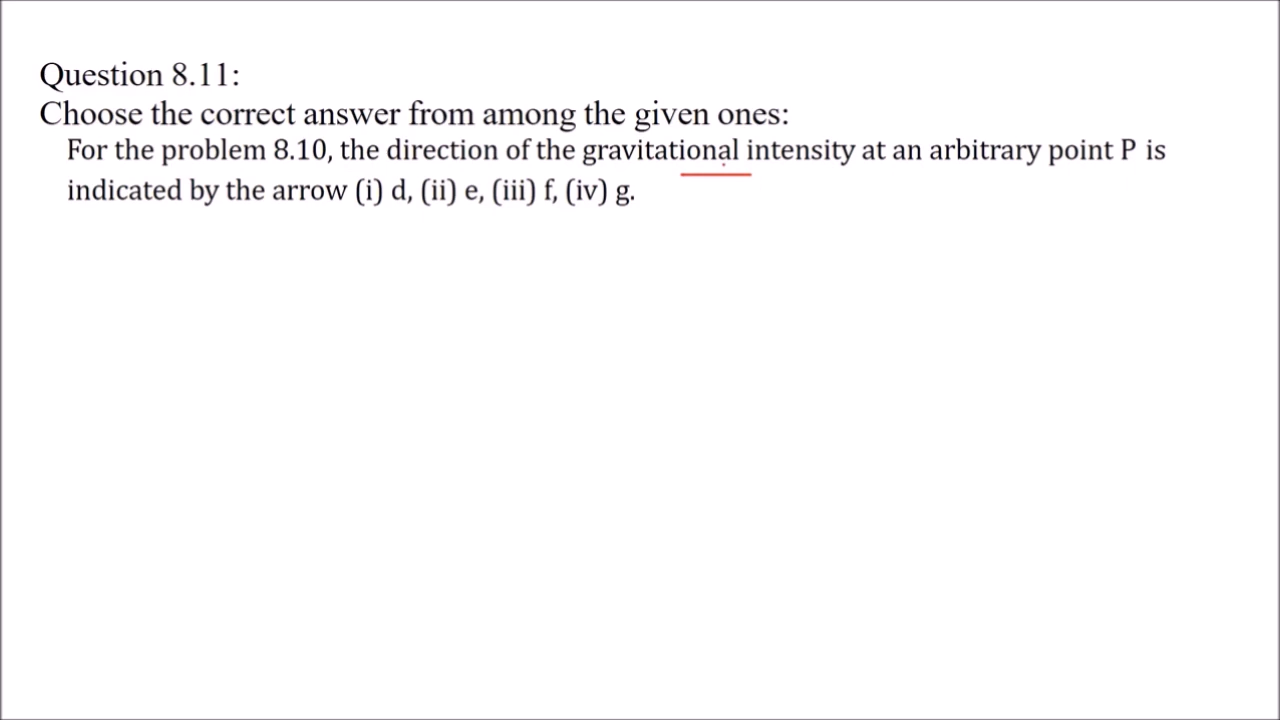 Question 8.11:
Choose the correct answer from among the given ones:
For the problem 8.10, the direction of the gravitational intensity at an arbitrary point P is
indicated by the arrow (i) d, (ii) e, (iii) f, (iv) g.